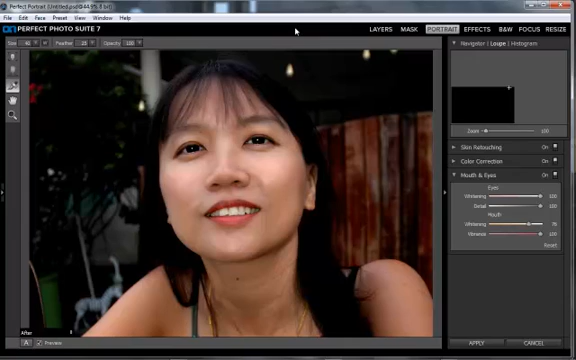 Perfect Portrait (Untitled.psd@44.9% 8 bit)
File Edit Face Preset View Window Help
on PERFECT PHOTO SUITE 7
LAYERS MASK PORTRAIT EFFECTS B&W FOCUS RESIZE
Feather Opacity 100
Navigator | Loupe | Histogram
Zoom 100
Skin Retouching On
Color Correction On
Mouth & Eyes On
Eyes
Whitening 100
Detail 100
Mouth
Whitening 76
Vibrance 100
Reset
After
A Preview
APPLY CANCEL